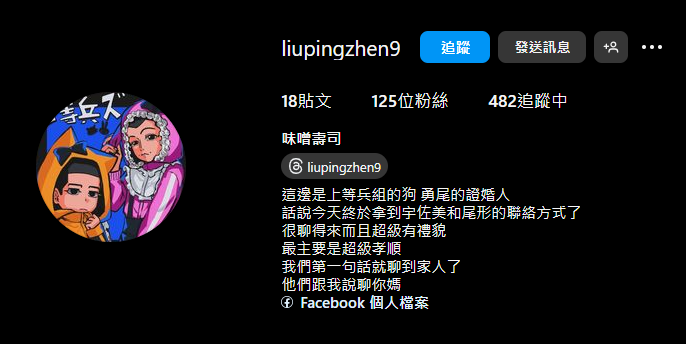 liupingzhen9 追蹤 發送訊息
18貼文 125位粉絲 482追蹤中
味噌壽司
liupingzhen9
這邊是上等兵組的狗 勇尾的證婚人
話說今天終於拿到宇佐美和尾形的聯絡方式了
很聊得來而且超級有禮貌
最主要是超級孝順
我們第一句話就聊到家人了
他們跟我說聊你媽
Facebook 個人檔案
等兵ズ